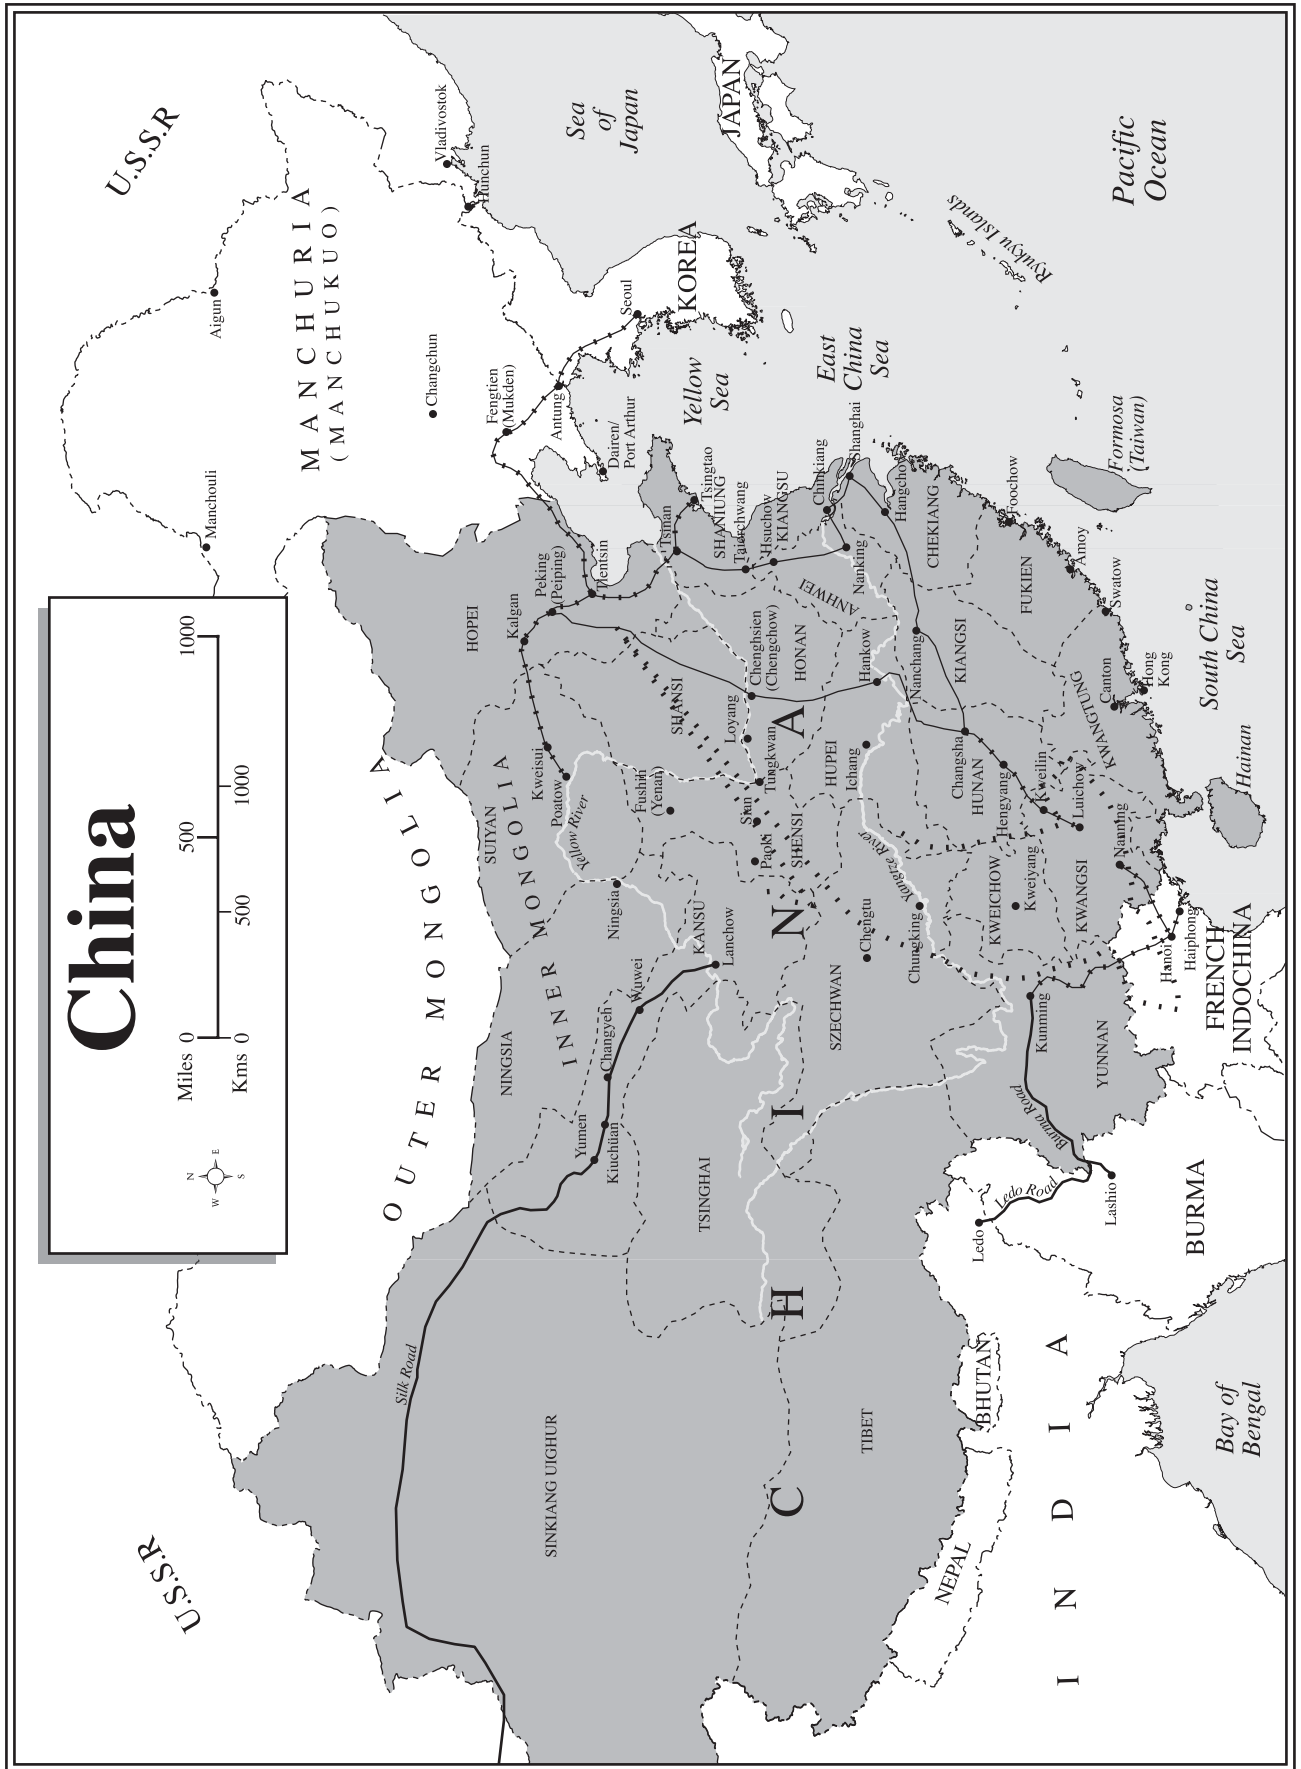 China
Miles 0 500 1000
Kms 0 500 1000
N
E
S
W
U.S.S.R
U.S.S.R
OUTER MONGOLIA
INNER MONGOLIA
MANCHURIA
(MANCHUKUO)
Manchouli
Aigun
Changchun
Vladivostok
Hunchun
Fengtien
(Mukden)
Antung
Seoul
KOREA
JAPAN
Sea
of
Japan
Dairen/
Port Arthur
Yellow
Sea
East
China
Sea
Ryukyu Islands
Pacific
Ocean
Formosa
(Taiwan)
South China
Sea
Hainan
HOPEI
Kalgan
Peking
(Peiping)
Tientsin
Tsinan
Tsingtao
SHANTUNG
Taierchwang
Hsuchow
KIANGSU
Chinkiang
Shanghai
Nanking
Hangchow
CHEKIANG
ANHWEI
HONAN
Chenghsien
(Chengchow)
Loyang
Tungkwan
SHANSI
Kweisui
Poatow
SUIYAN
Yellow River
Fushih
(Yenan)
Sian
Paoki
SHENSI
HUPEI
Ichang
Hankow
Nanchang
KIANGSI
FUKIEN
Foochow
Amoy
Swatow
KWANGTUNG
Canton
Hong
Kong
Changsha
HUNAN
Hengyang
Kweilin
Luichow
Nanning
KWANGSI
KWEICHOW
Kweiyang
Yangtze River
Chungking
Chengtu
SZECHWAN
Ningsia
NINGSIA
KANSU
Lanchow
Wuwei
Changyeh
Yumen
Kiuchüan
TSINGHAI
Silk Road
SINKIANG UIGHUR
TIBET
CHINA
Kunming
YUNNAN
Burma Road
Ledo Road
Ledo
Lashio
BURMA
Hanoi
Haiphong
FRENCH
INDOCHINA
BHUTAN
NEPAL
INDIA
Bay of
Bengal